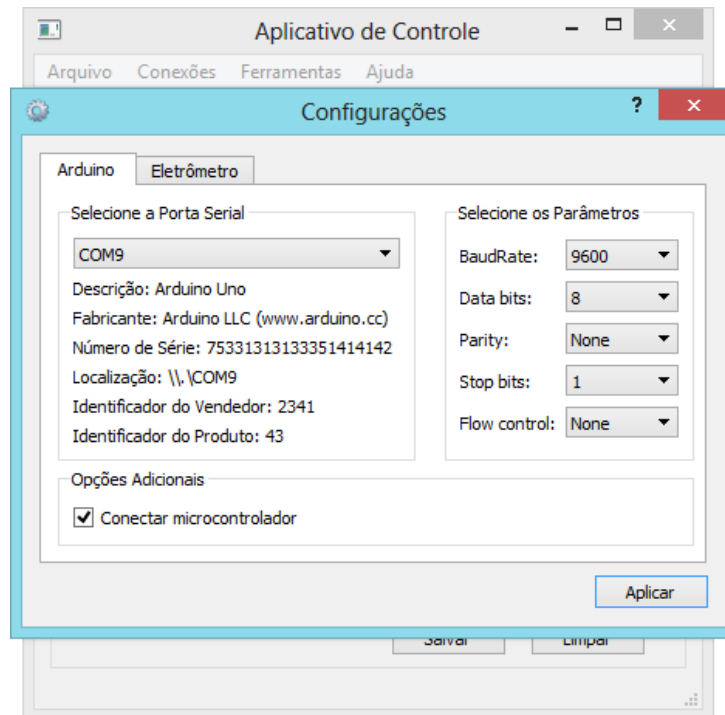 Aplicativo de Controle
Arquivo Conexões Ferramentas Ajuda
Configurações
?
Arduino Eletrômetro
Selecione a Porta Serial
COM9
Descrição: Arduino Uno
Fabricante: Arduino LLC (www.arduino.cc)
Número de Série: 75331313133351414142
Localização: \\.\COM9
Identificador do Vendedor: 2341
Identificador do Produto: 43
Selecione os Parâmetros
BaudRate: 9600
Data bits: 8
Parity: None
Stop bits: 1
Flow control: None
Opções Adicionais
Conectar microcontrolador
Aplicar
Salvar Limpar